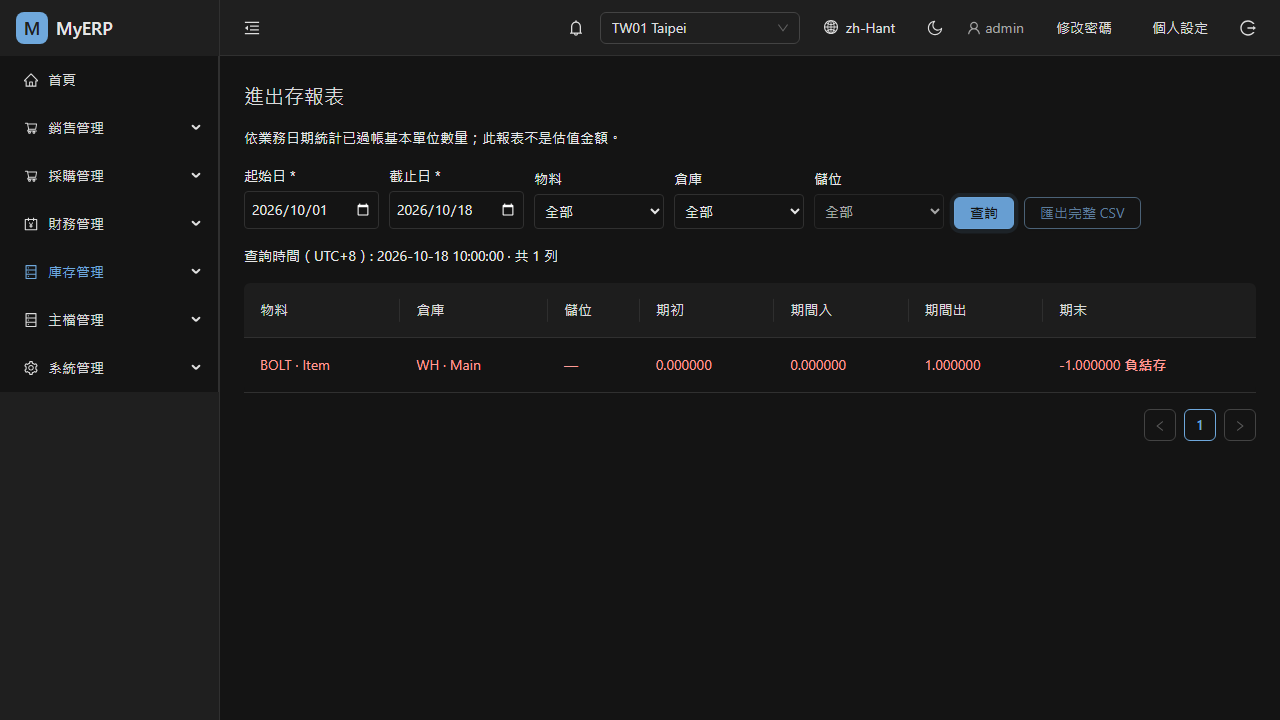 M MyERP
TW01 Taipei
zh-Hant
admin
修改密碼
個人設定
首頁
銷售管理
採購管理
財務管理
庫存管理
主檔管理
系統管理
進出存報表
依業務日期統計已過帳基本單位數量；此報表不是估值金額。
起始日 * 截止日 * 物料 倉庫 儲位
2026/10/01 2026/10/18 全部 全部 全部 查詢 匯出完整 CSV
查詢時間（UTC+8）: 2026-10-18 10:00:00 · 共 1 列
物料 倉庫 儲位 期初 期間入 期間出 期末
BOLT · Item WH · Main — 0.000000 0.000000 1.000000 -1.000000 負結存
< 1 >